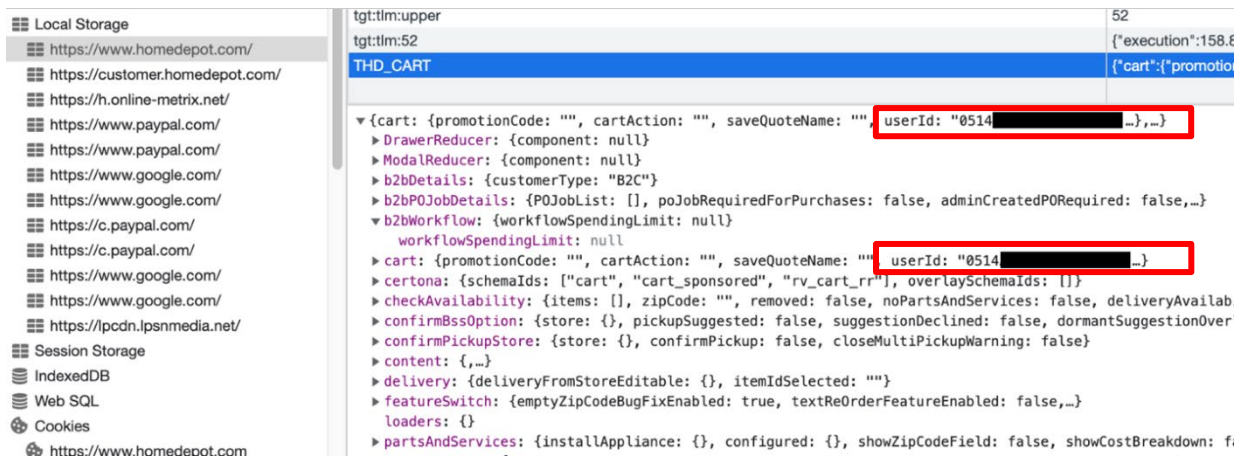 Local Storage
https://www.homedepot.com/
https://customer.homedepot.com/
https://h.online-metrix.net/
https://www.paypal.com/
https://www.paypal.com/
https://www.google.com/
https://www.google.com/
https://c.paypal.com/
https://c.paypal.com/
https://www.google.com/
https://www.google.com/
https://lpcdn.lpsnmedia.net/
Session Storage
IndexedDB
Web SQL
Cookies
https://www.homedepot.com
tgt:tlm:upper 52
tgt:tlm:52 {"execution":158.8
THD_CART {"cart":{"promotion
▼{cart: {promotionCode: "", cartAction: "", saveQuoteName: "", userId: "0514 …},…}
▶DrawerReducer: {component: null}
▶ModalReducer: {component: null}
▶b2bDetails: {customerType: "B2C"}
▶b2bPOJobDetails: {POJobList: [], poJobRequiredForPurchases: false, adminCreatedPORequired: false,…}
▼b2bWorkflow: {workflowSpendingLimit: null}
workflowSpendingLimit: null
▶cart: {promotionCode: "", cartAction: "", saveQuoteName: "", userId: "0514 …}
▶certona: {schemaIds: ["cart", "cart_sponsored", "rv_cart_rr"], overlaySchemaIds: []}
▶checkAvailability: {items: [], zipCode: "", removed: false, noPartsAndServices: false, deliveryAvailab
▶confirmBssOption: {store: {}, pickupSuggested: false, suggestionDeclined: false, dormantSuggestionOver
▶confirmPickupStore: {store: {}, confirmPickup: false, closeMultiPickupWarning: false}
▶content: {,…}
▶delivery: {deliveryFromStoreEditable: {}, itemIdSelected: ""}
▶featureSwitch: {emptyZipCodeBugFixEnabled: true, textReOrderFeatureEnabled: false,…}
loaders: {}
▶partsAndServices: {installAppliance: {}, configured: {}, showZipCodeField: false, showCostBreakdown: fa